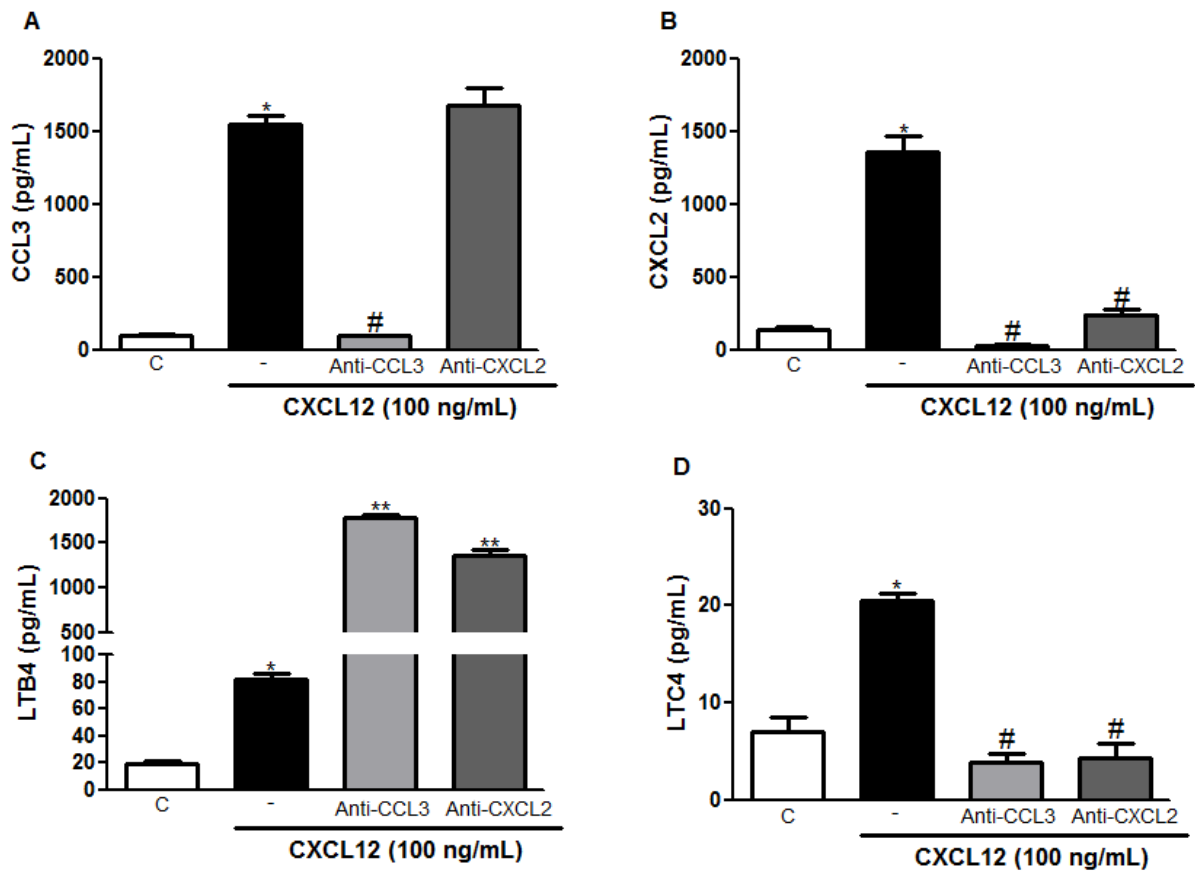 A
CCL3 (pg/mL)
2000
1500
1000
500
0
*
#
C
-
Anti-CCL3
Anti-CXCL2
CXCL12 (100 ng/mL)
B
CXCL2 (pg/mL)
2000
1500
1000
500
0
*
#
#
C
-
Anti-CCL3
Anti-CXCL2
CXCL12 (100 ng/mL)
C
LTB4 (pg/mL)
2000
1500
1000
500
100
80
60
40
20
0
*
**
**
C
-
Anti-CCL3
Anti-CXCL2
CXCL12 (100 ng/mL)
D
LTC4 (pg/mL)
30
20
10
0
*
#
#
C
-
Anti-CCL3
Anti-CXCL2
CXCL12 (100 ng/mL)